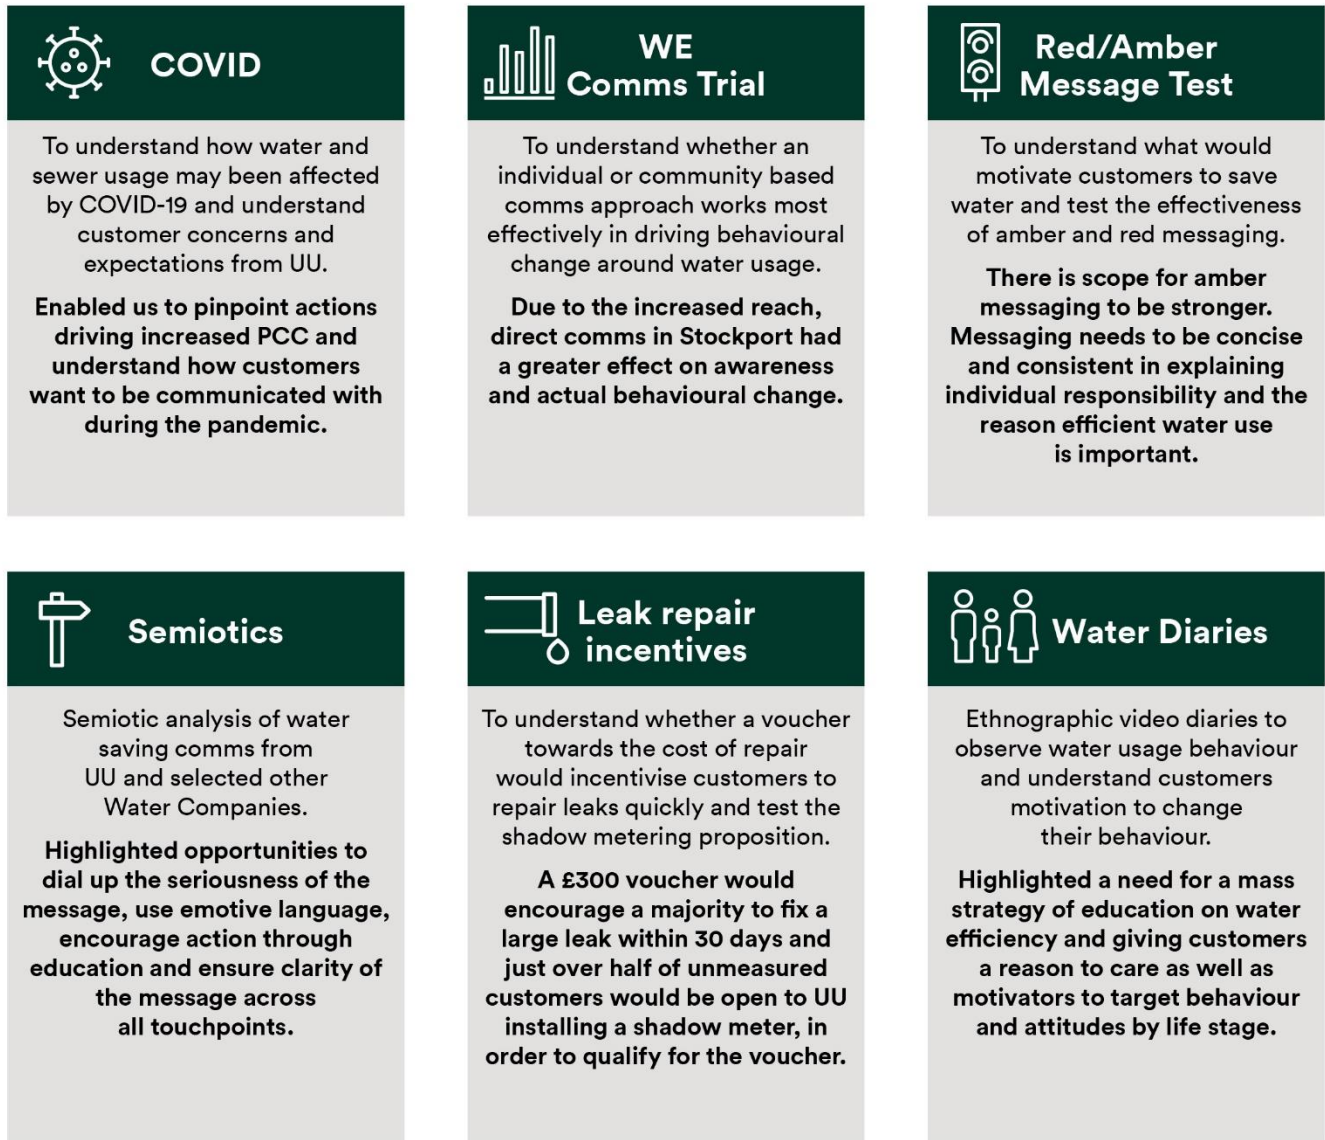 COVID
To understand how water and
sewer usage may been affected
by COVID-19 and understand
customer concerns and
expectations from UU.
Enabled us to pinpoint actions
driving increased PCC and
understand how customers
want to be communicated with
during the pandemic.
WE
Comms Trial
To understand whether an
individual or community based
comms approach works most
effectively in driving behavioural
change around water usage.
Due to the increased reach,
direct comms in Stockport had
a greater effect on awareness
and actual behavioural change.
Red/Amber
Message Test
To understand what would
motivate customers to save
water and test the effectiveness
of amber and red messaging.
There is scope for amber
messaging to be stronger.
Messaging needs to be concise
and consistent in explaining
individual responsibility and the
reason efficient water use
is important.
Semiotics
Semiotic analysis of water
saving comms from
UU and selected other
Water Companies.
Highlighted opportunities to
dial up the seriousness of the
message, use emotive language,
encourage action through
education and ensure clarity of
the message across
all touchpoints.
Leak repair
incentives
To understand whether a voucher
towards the cost of repair
would incentivise customers to
repair leaks quickly and test the
shadow metering proposition.
A £300 voucher would
encourage a majority to fix a
large leak within 30 days and
just over half of unmeasured
customers would be open to UU
installing a shadow meter, in
order to qualify for the voucher.
Water Diaries
Ethnographic video diaries to
observe water usage behaviour
and understand customers
motivation to change
their behaviour.
Highlighted a need for a mass
strategy of education on water
efficiency and giving customers
a reason to care as well as
motivators to target behaviour
and attitudes by life stage.